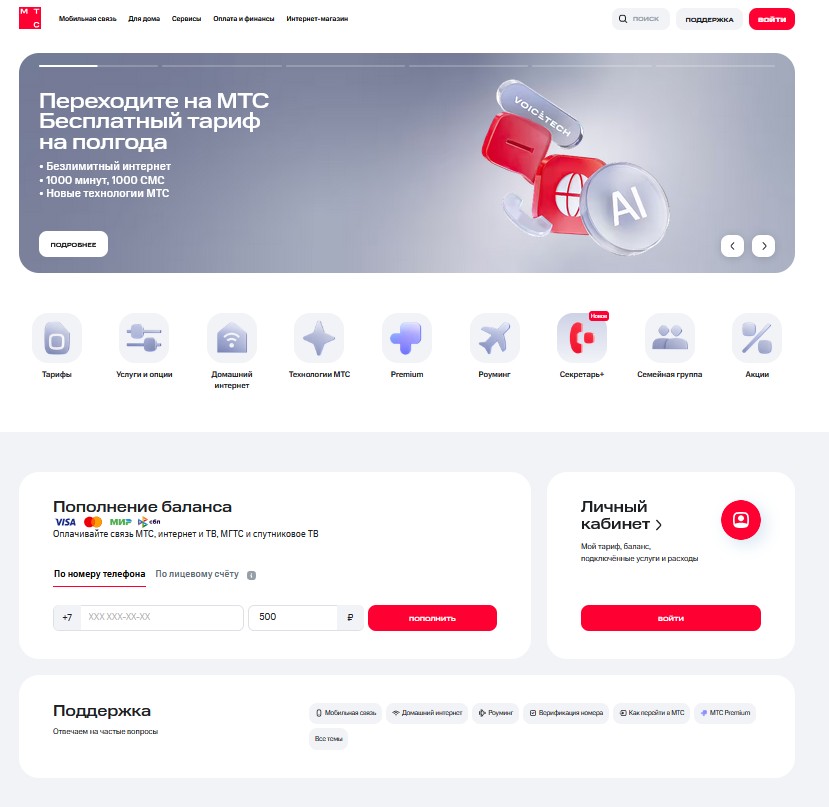 МТС
Мобильная связь Для дома Сервисы Оплата и финансы Интернет-магазин
ПОИСК ПОДДЕРЖКА ВОЙТИ
Переходите на МТС
Бесплатный тариф
на полгода
• Безлимитный интернет
• 1000 минут, 1000 СМС
• Новые технологии МТС
ПОДРОБНЕЕ
VOICETECH
AI
Новое
Тарифы
Услуги и опции
Домашний
интернет
Технологии МТС
Premium
Роуминг
Секретарь+
Семейная группа
Акции
Пополнение баланса
VISA МИР сбп
Оплачивайте связь МТС, интернет и ТВ, МГТС и спутниковое ТВ
По номеру телефона По лицевому счёту i
+7 XXX XXX-XX-XX 500 ₽ ПОПОЛНИТЬ
Личный
кабинет
Мой тариф, баланс,
подключённые услуги и расходы
ВОЙТИ
Поддержка
Отвечаем на частые вопросы
Мобильная связь Домашний интернет Роуминг Верификация номера Как перейти в МТС МТС Premium
Все темы